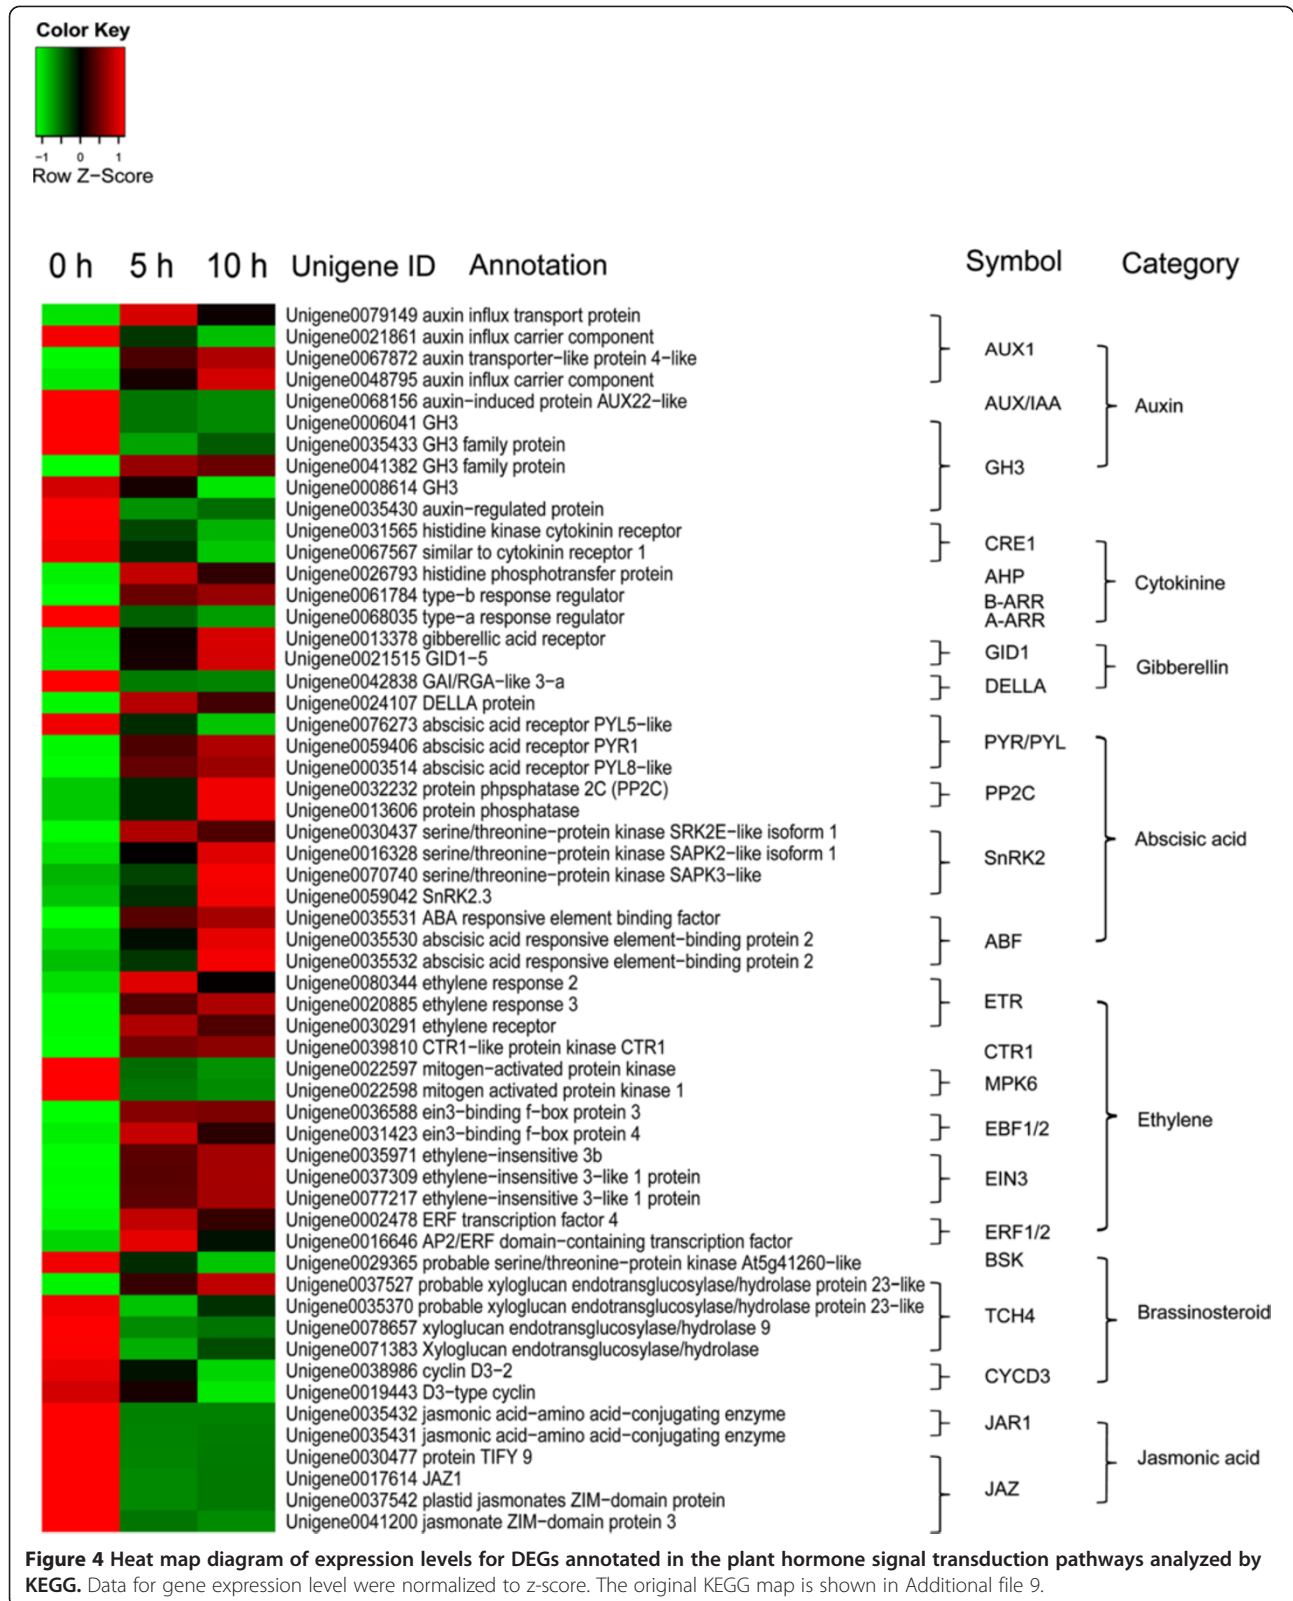 Color Key
−1 0 1
Row Z−Score
0 h 5 h 10 h Unigene ID Annotation Symbol Category
Unigene0079149 auxin influx transport protein
Unigene0021861 auxin influx carrier component
AUX1
Unigene0067872 auxin transporter−like protein 4−like
Unigene0048795 auxin influx carrier component
Unigene0068156 auxin−induced protein AUX22−like
AUX/IAA
Auxin
Unigene0006041 GH3
Unigene0035433 GH3 family protein
Unigene0041382 GH3 family protein
GH3
Unigene0008614 GH3
Unigene0035430 auxin−regulated protein
Unigene0031565 histidine kinase cytokinin receptor
CRE1
Unigene0067567 similar to cytokinin receptor 1
Unigene0026793 histidine phosphotransfer protein
AHP
Cytokinine
Unigene0061784 type−b response regulator
B-ARR
Unigene0068035 type−a response regulator
A-ARR
Unigene0013378 gibberellic acid receptor
GID1
Unigene0021515 GID1−5
Gibberellin
Unigene0042838 GAI/RGA−like 3−a
DELLA
Unigene0024107 DELLA protein
Unigene0076273 abscisic acid receptor PYL5−like
Unigene0059406 abscisic acid receptor PYR1
PYR/PYL
Unigene0003514 abscisic acid receptor PYL8−like
Unigene0032232 protein phpsphatase 2C (PP2C)
PP2C
Unigene0013606 protein phosphatase
Unigene0030437 serine/threonine−protein kinase SRK2E−like isoform 1
Abscisic acid
Unigene0016328 serine/threonine−protein kinase SAPK2−like isoform 1
SnRK2
Unigene0070740 serine/threonine−protein kinase SAPK3−like
Unigene0059042 SnRK2.3
Unigene0035531 ABA responsive element binding factor
Unigene0035530 abscisic acid responsive element−binding protein 2
ABF
Unigene0035532 abscisic acid responsive element−binding protein 2
Unigene0080344 ethylene response 2
Unigene0020885 ethylene response 3
ETR
Unigene0030291 ethylene receptor
Unigene0039810 CTR1−like protein kinase CTR1
CTR1
Unigene0022597 mitogen−activated protein kinase
MPK6
Unigene0022598 mitogen activated protein kinase 1
Unigene0036588 ein3−binding f−box protein 3
Ethylene
EBF1/2
Unigene0031423 ein3−binding f−box protein 4
Unigene0035971 ethylene−insensitive 3b
Unigene0037309 ethylene−insensitive 3−like 1 protein
EIN3
Unigene0077217 ethylene−insensitive 3−like 1 protein
Unigene0002478 ERF transcription factor 4
ERF1/2
Unigene0016646 AP2/ERF domain−containing transcription factor
Unigene0029365 probable serine/threonine−protein kinase At5g41260−like
BSK
Unigene0037527 probable xyloglucan endotransglucosylase/hydrolase protein 23−like
Unigene0035370 probable xyloglucan endotransglucosylase/hydrolase protein 23−like
TCH4
Brassinosteroid
Unigene0078657 xyloglucan endotransglucosylase/hydrolase 9
Unigene0071383 Xyloglucan endotransglucosylase/hydrolase
Unigene0038986 cyclin D3−2
CYCD3
Unigene0019443 D3−type cyclin
Unigene0035432 jasmonic acid−amino acid−conjugating enzyme
JAR1
Unigene0035431 jasmonic acid−amino acid−conjugating enzyme
Unigene0030477 protein TIFY 9
Jasmonic acid
Unigene0017614 JAZ1
JAZ
Unigene0037542 plastid jasmonates ZIM−domain protein
Unigene0041200 jasmonate ZIM−domain protein 3
Figure 4 Heat map diagram of expression levels for DEGs annotated in the plant hormone signal transduction pathways analyzed by
KEGG. Data for gene expression level were normalized to z-score. The original KEGG map is shown in Additional file 9.